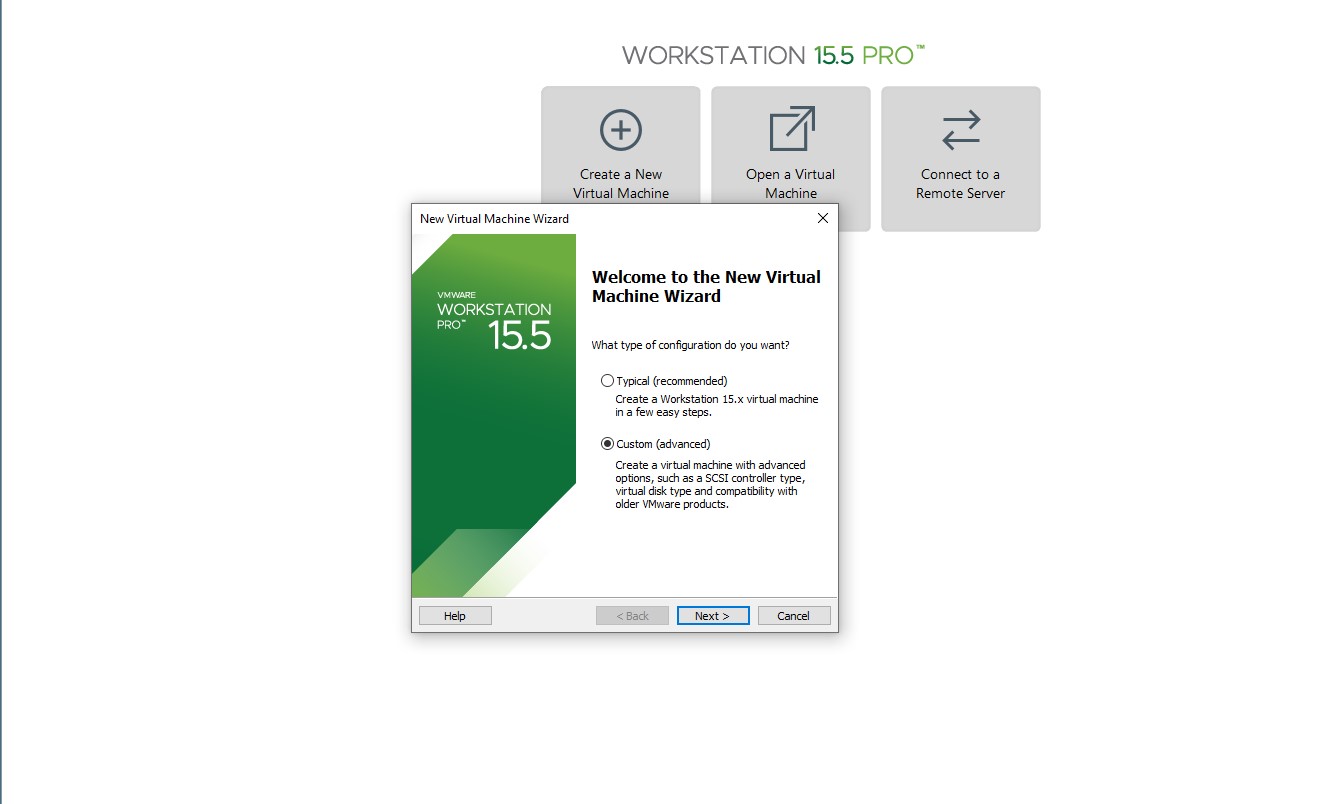 WORKSTATION 15.5 PRO™
Create a New
Virtual Machine
Open a Virtual
Machine
Connect to a
Remote Server
New Virtual Machine Wizard
VMWARE
WORKSTATION
PRO™ 15.5
Welcome to the New Virtual
Machine Wizard
What type of configuration do you want?
Typical (recommended)
Create a Workstation 15.x virtual machine
in a few easy steps.
Custom (advanced)
Create a virtual machine with advanced
options, such as a SCSI controller type,
virtual disk type and compatibility with
older VMware products.
Help
< Back
Next >
Cancel